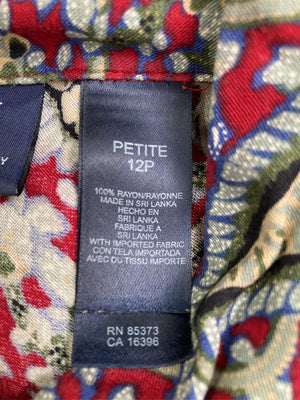 PETITE
12P
100% RAYON/RAYONNE
MADE IN SRI LANKA
HECHO EN
SRI LANKA
FABRIQUE A
SRI LANKA
WITH IMPORTED FABRIC
CON TELA IMPORTADA
AVEC DU TISSU IMPORTE
RN 85373
CA 16396
Y